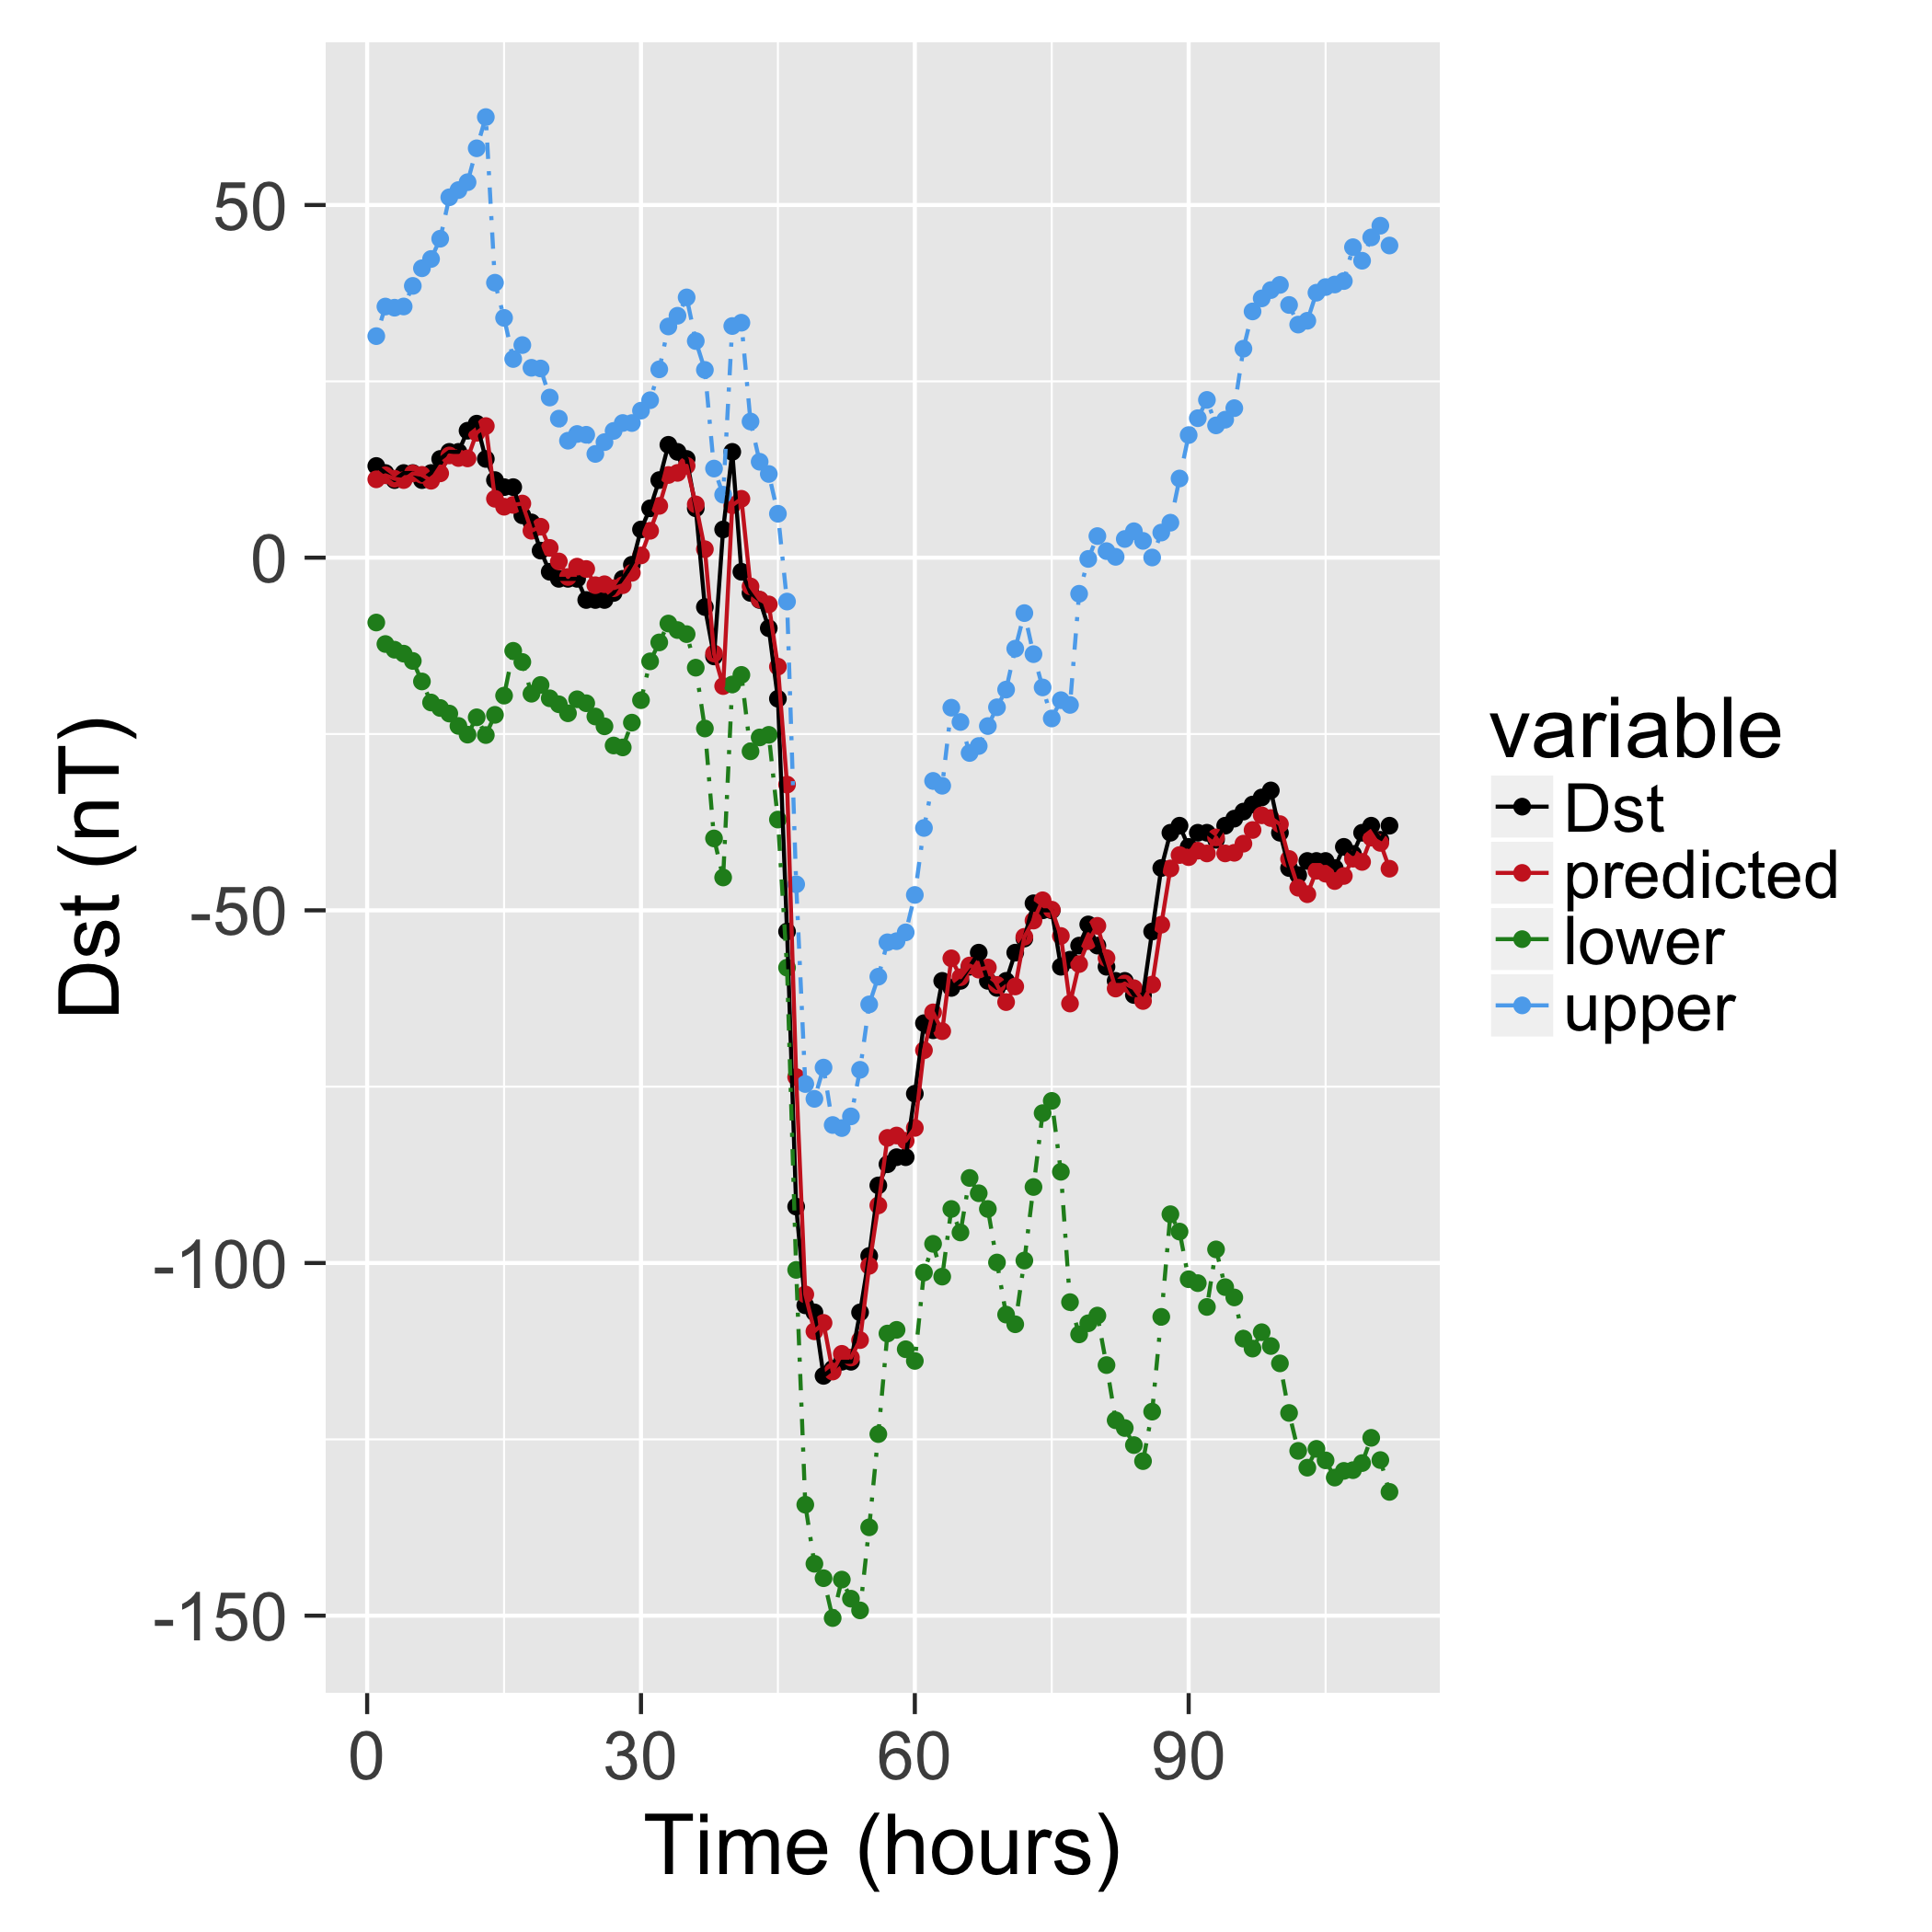 50
0
-50
-100
-150
Dst (nT)
0 30 60 90
Time (hours)
variable
Dst
predicted
lower
upper